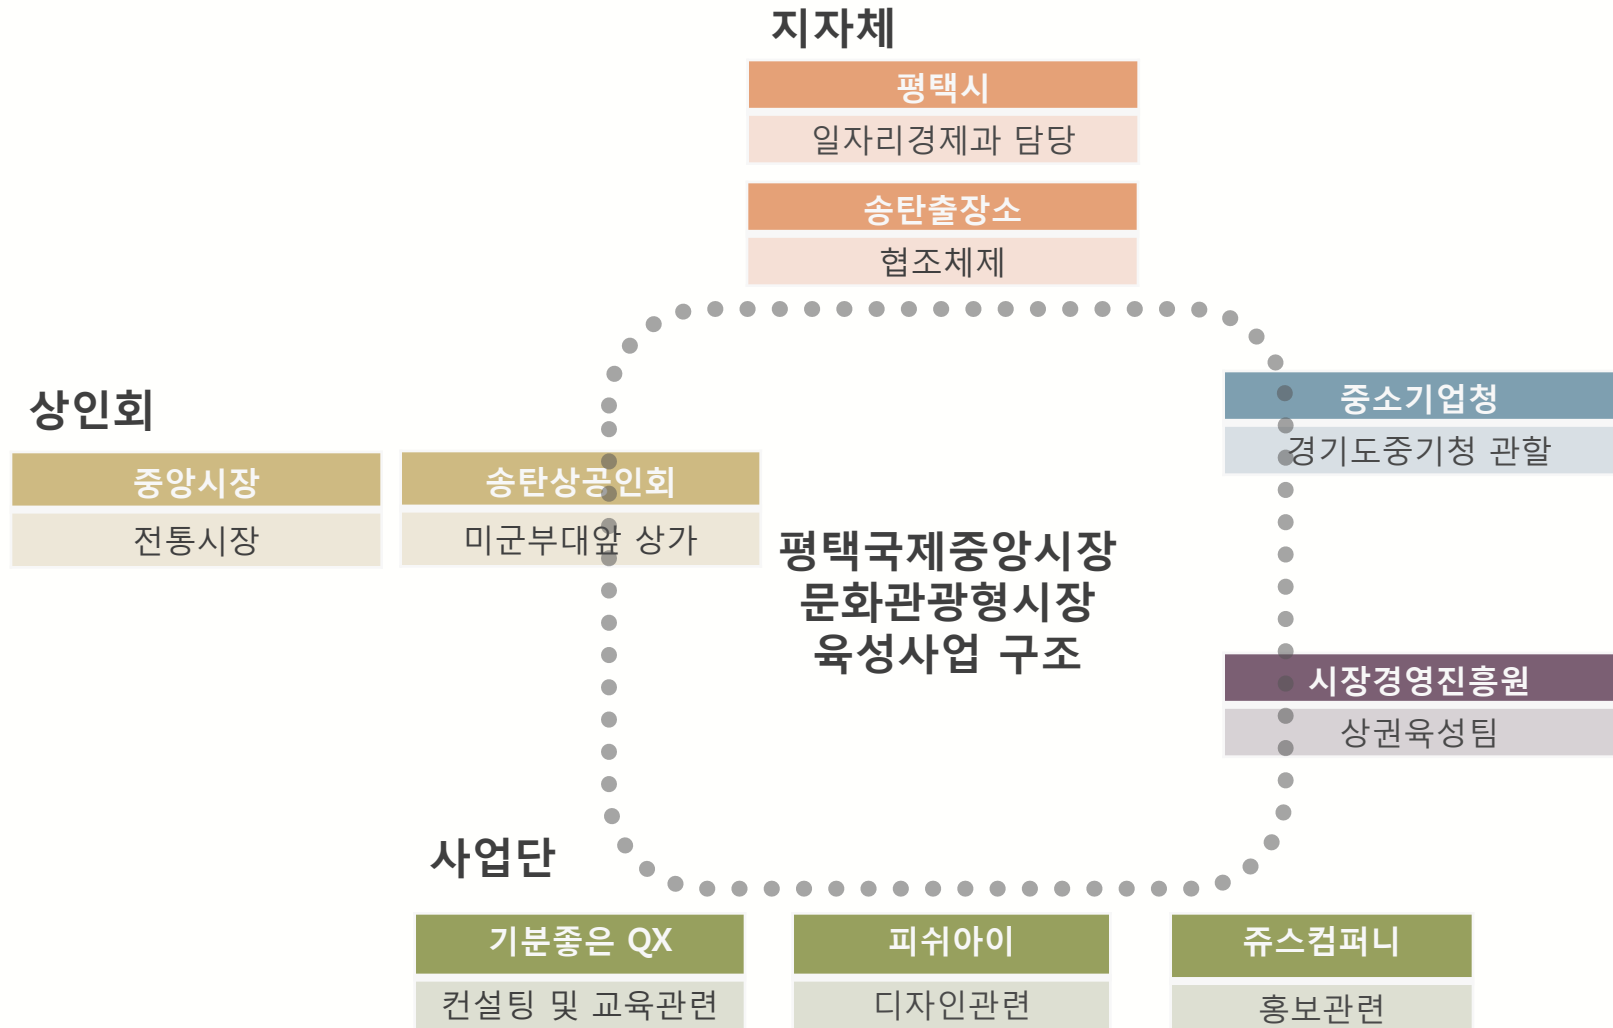 지자체
평택시
일자리경제과 담당
송탄출장소
협조체제
상인회
중앙시장
전통시장
송탄상공인회
미군부대앞 상가
중소기업청
경기도중기청 관할
평택국제중앙시장
문화관광형시장
육성사업 구조
시장경영진흥원
상권육성팀
사업단
기분좋은 QX
컨설팅 및 교육관련
피쉬아이
디자인관련
쥬스컴퍼니
홍보관련